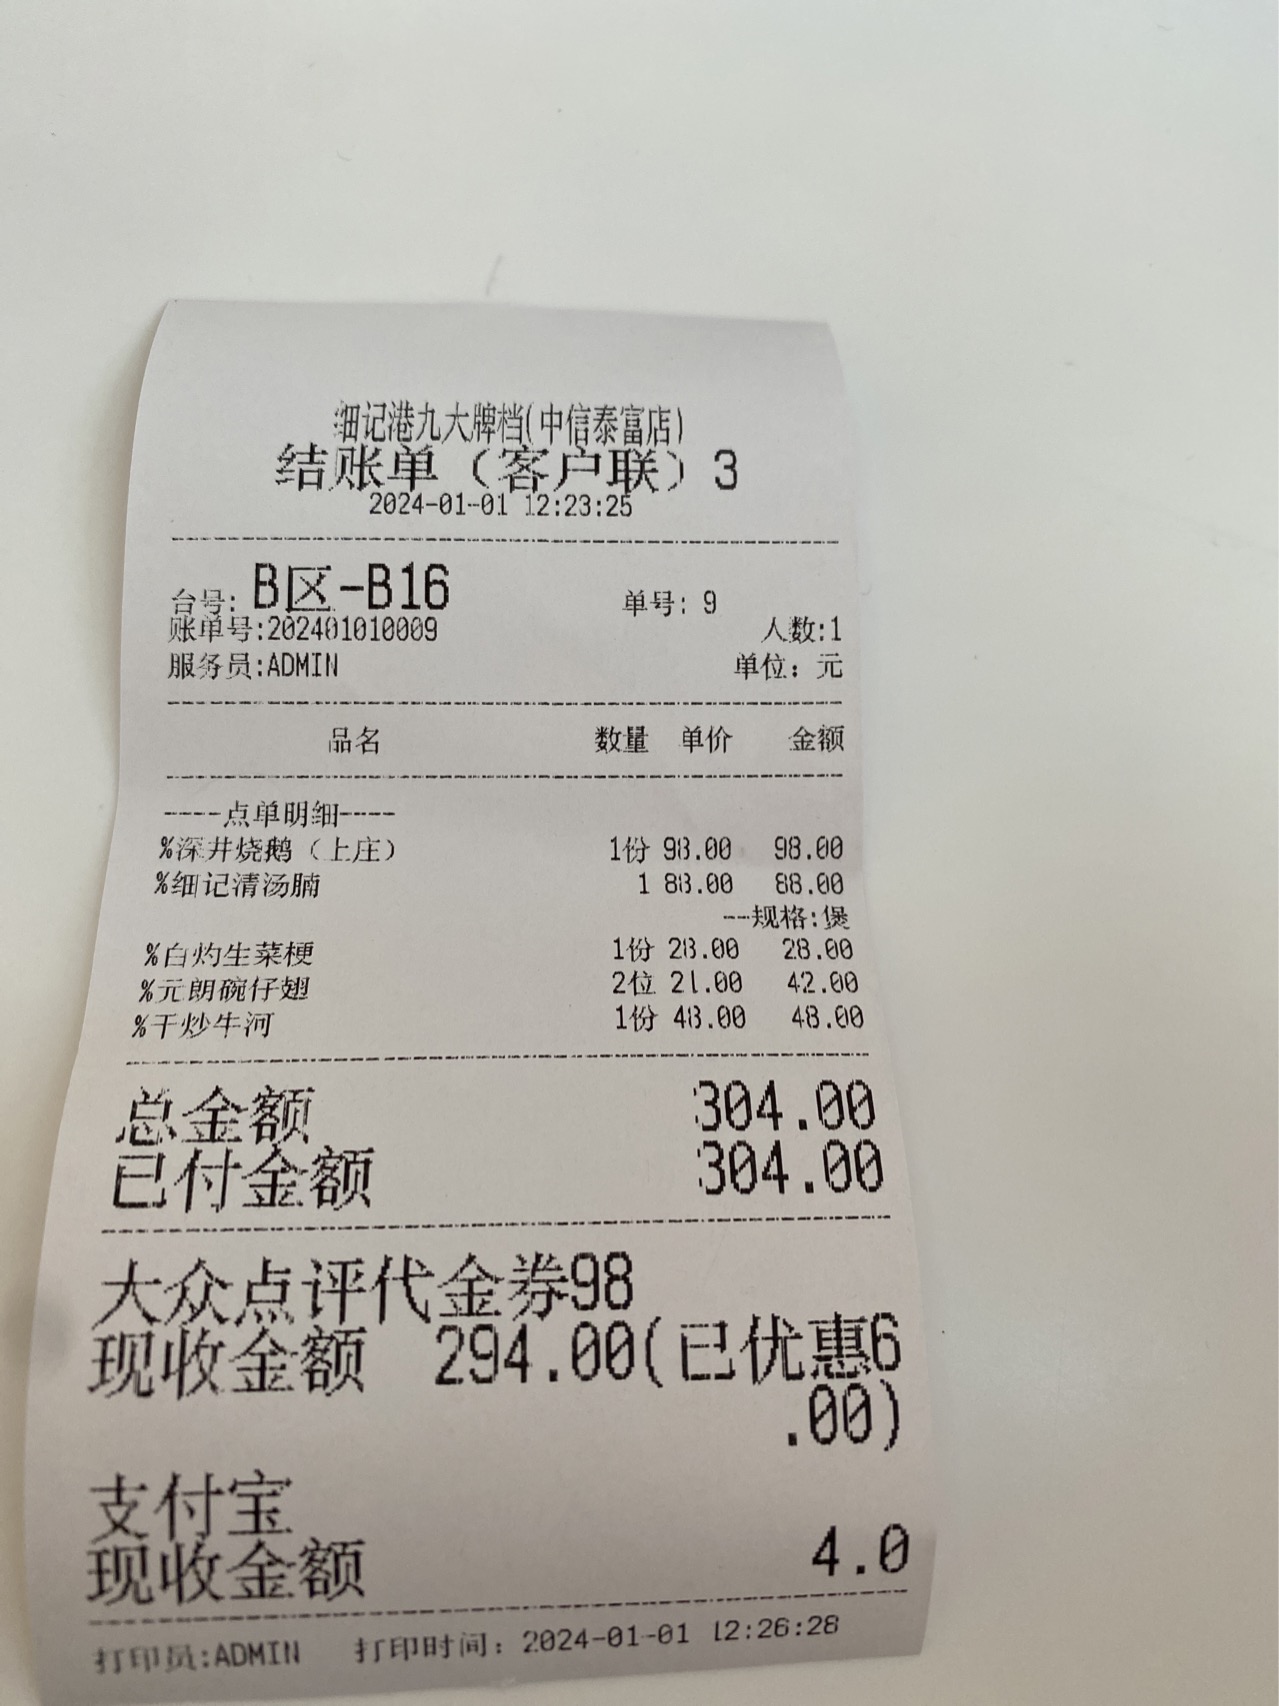 细记港九大牌档(中信泰富店)
结账单（客户联）3
2024-01-01 12:23:25
台号: B区-B16 单号: 9
账单号:202401010009 人数:1
服务员:ADMIN 单位: 元
品名 数量 单价 金额
----点单明细----
%深井烧鹅（上庄） 1份 98.00 98.00
%细记清汤腩 1 88.00 88.00
--规格:煲
%白灼生菜梗 1份 28.00 28.00
%元朗碗仔翅 2位 21.00 42.00
%干炒牛河 1份 48.00 48.00
总金额 304.00
已付金额 304.00
大众点评代金券98
现收金额 294.00(已优惠6
.00)
支付宝
现收金额 4.0
打印员:ADMIN 打印时间: 2024-01-01 12:26:28